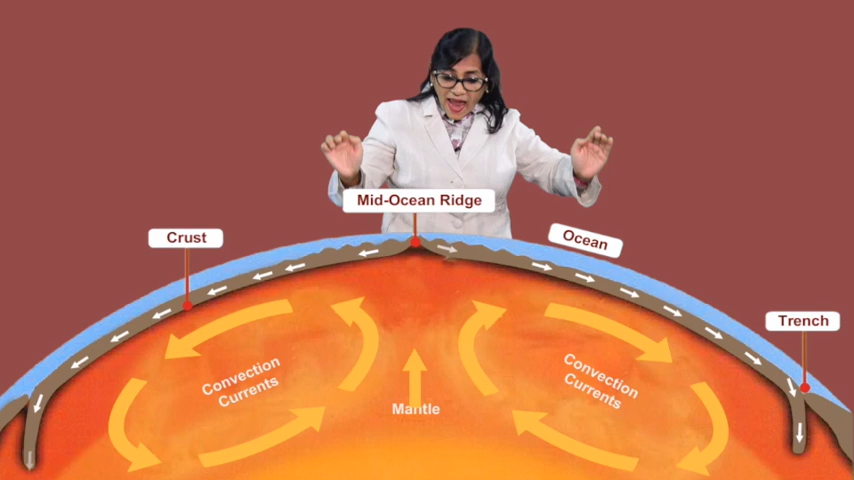 Mid-Ocean Ridge
Crust
Ocean
Trench
Convection
Currents
Convection
Currents
Mantle